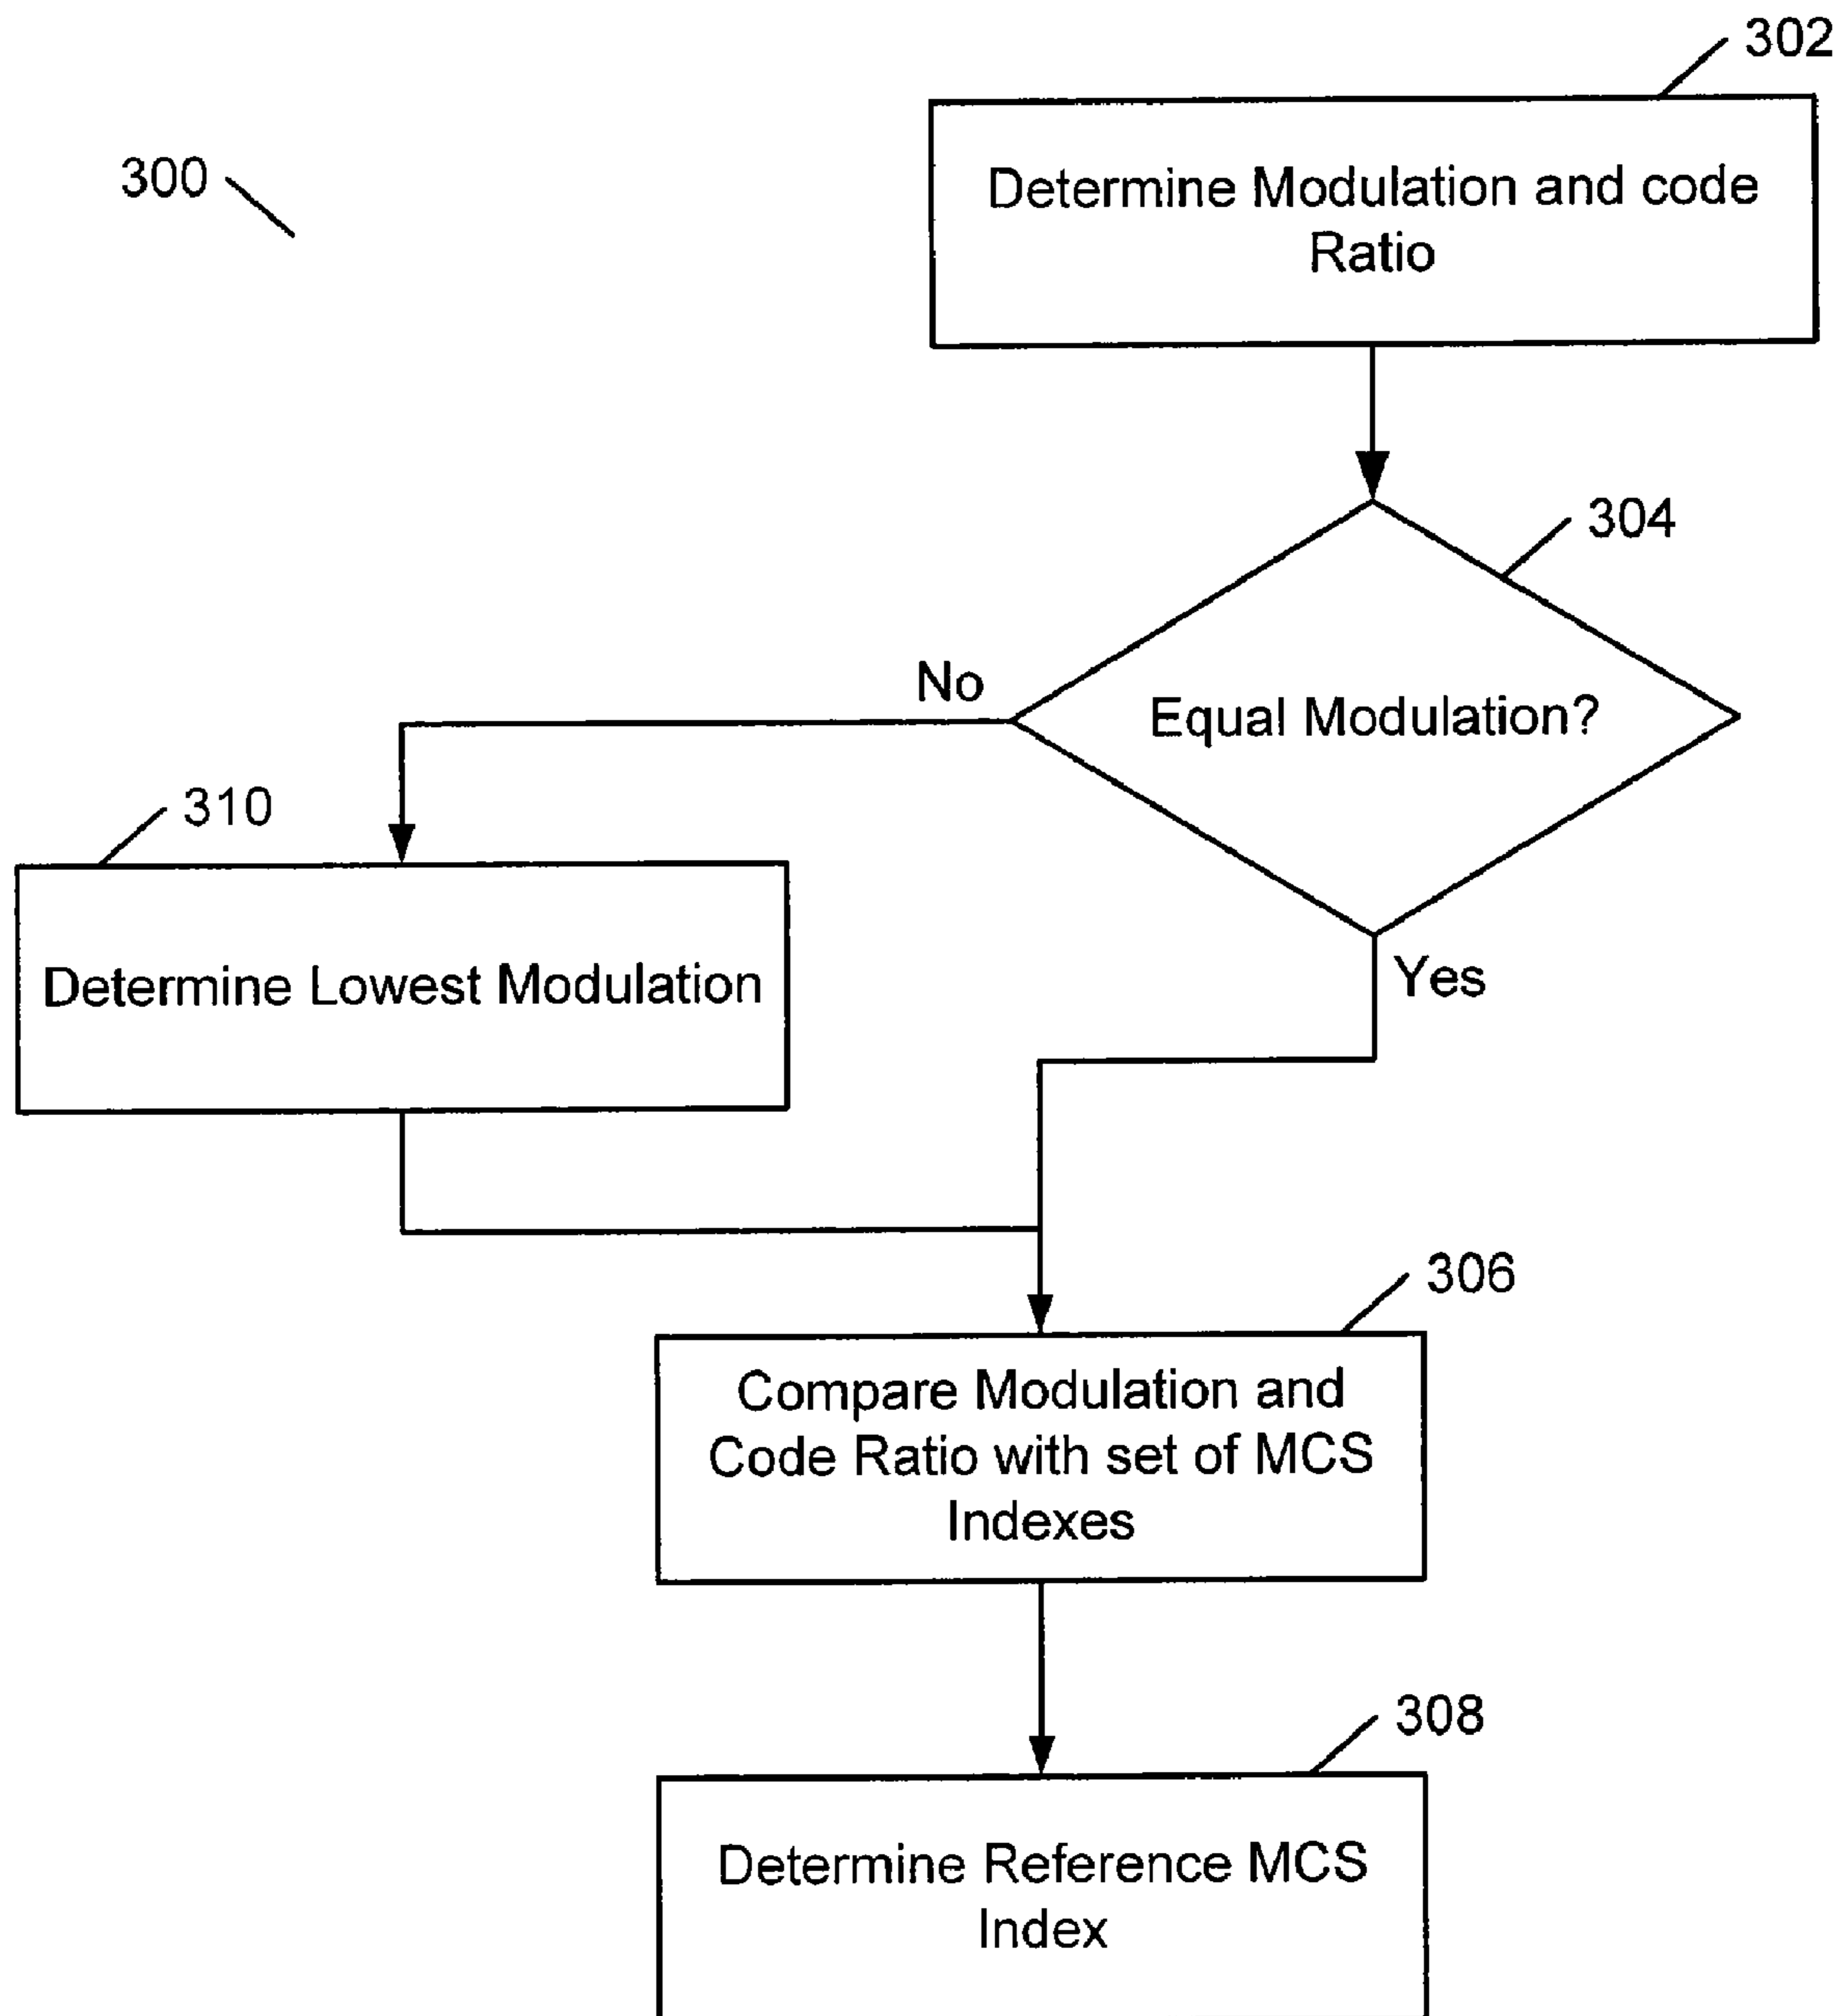 302
300
Determine Modulation and code
Ratio
304
No
Equal Modulation?
310
Yes
Determine Lowest Modulation
306
Compare Modulation and
Code Ratio with set of MCS
Indexes
308
Determine Reference MCS
Index